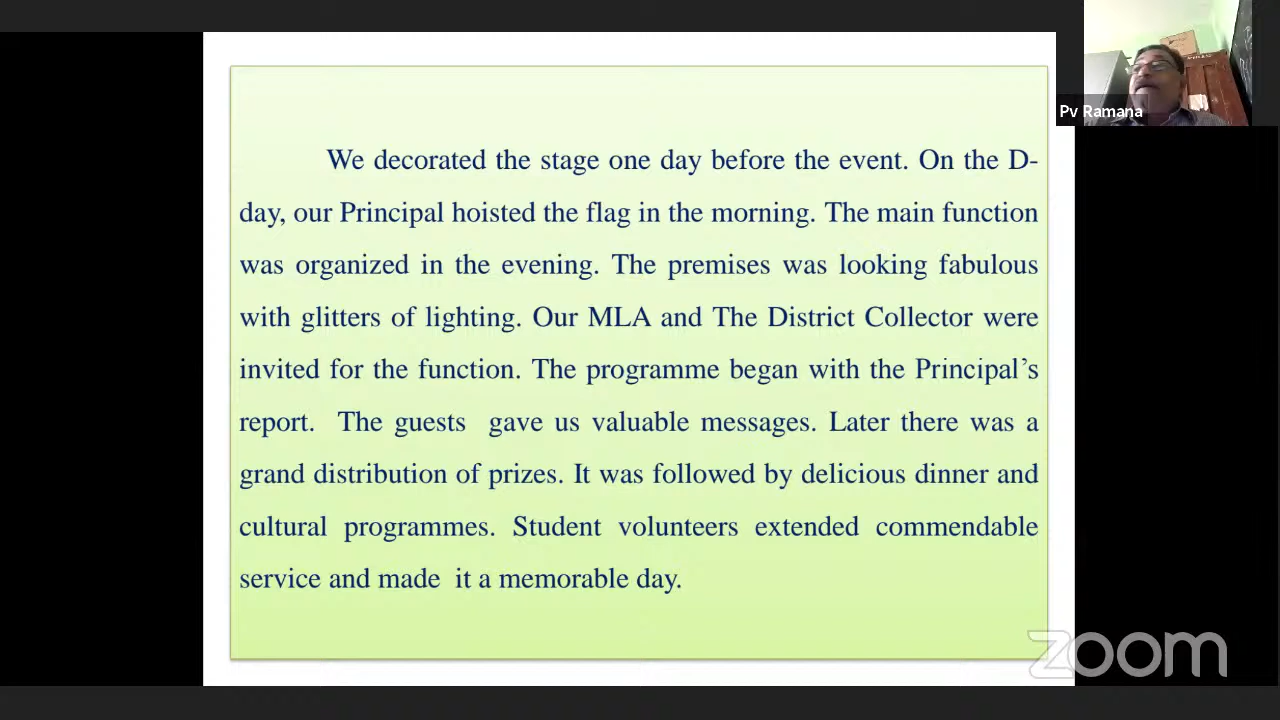 We decorated the stage one day before the event. On the D-
day, our Principal hoisted the flag in the morning. The main function
was organized in the evening. The premises was looking fabulous
with glitters of lighting. Our MLA and The District Collector were
invited for the function. The programme began with the Principal’s
report. The guests gave us valuable messages. Later there was a
grand distribution of prizes. It was followed by delicious dinner and
cultural programmes. Student volunteers extended commendable
service and made it a memorable day.
Pv Ramana
zoom